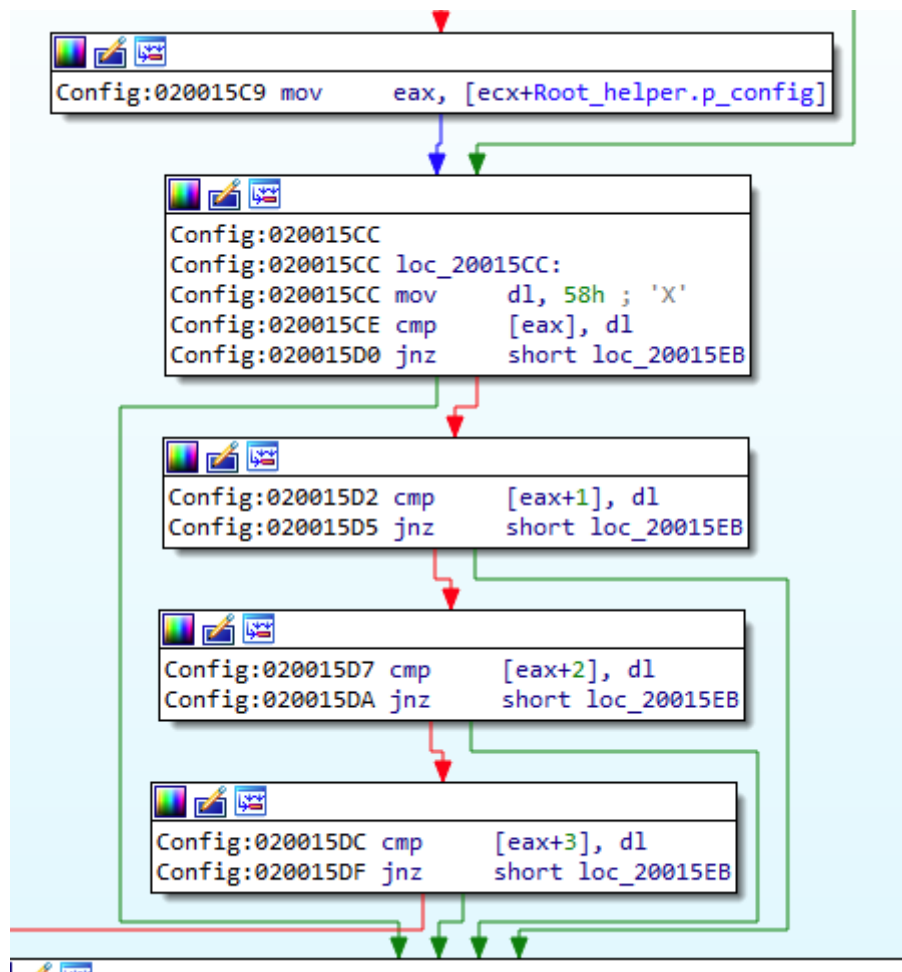 Config:020015C9 mov eax, [ecx+Root_helper.p_config]
Config:020015CC
Config:020015CC loc_20015CC:
Config:020015CC mov dl, 58h ; 'X'
Config:020015CE cmp [eax], dl
Config:020015D0 jnz short loc_20015EB
Config:020015D2 cmp [eax+1], dl
Config:020015D5 jnz short loc_20015EB
Config:020015D7 cmp [eax+2], dl
Config:020015DA jnz short loc_20015EB
Config:020015DC cmp [eax+3], dl
Config:020015DF jnz short loc_20015EB